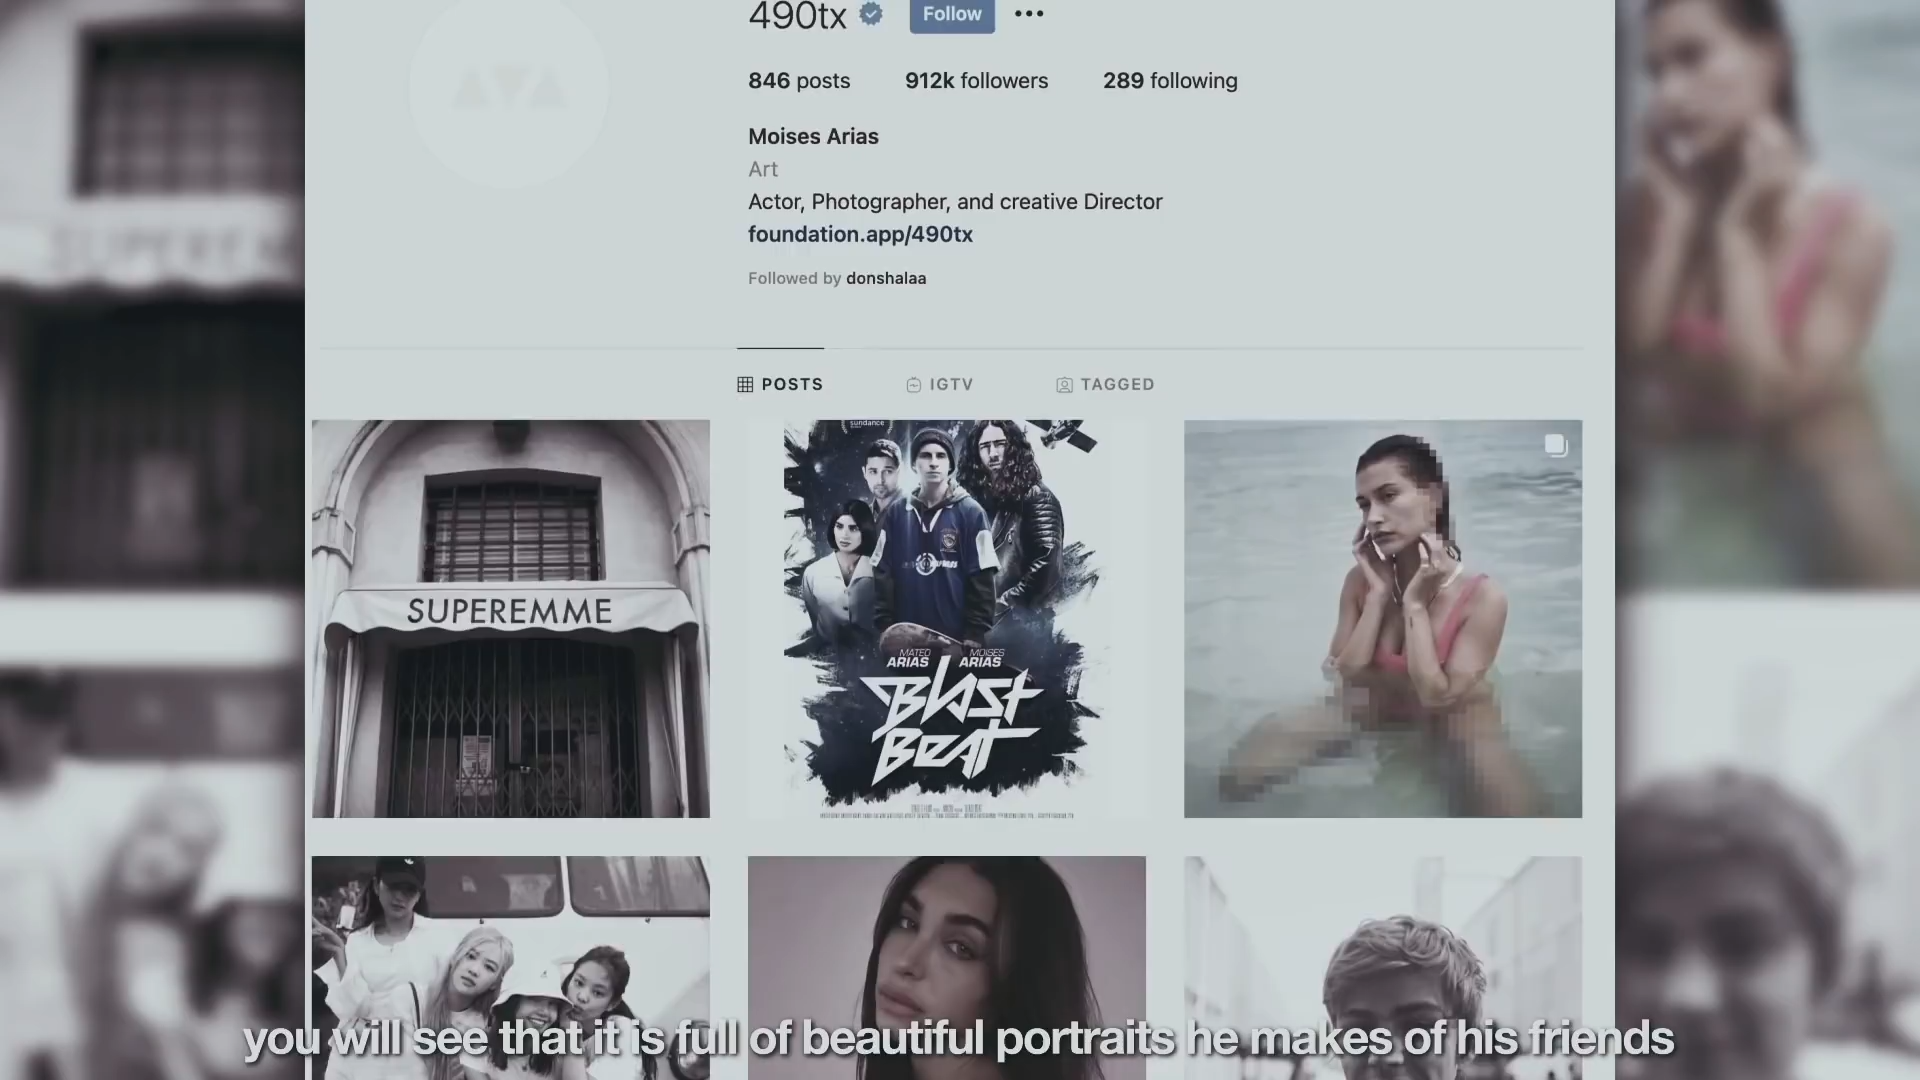 490tx
Follow
846 posts
912k followers
289 following
Moises Arias
Art
Actor, Photographer, and creative Director
foundation.app/490tx
Followed by donshalaa
POSTS
IGTV
TAGGED
SUPEREMME
sundance
MATEO ARIAS
MOISES ARIAS
Blast
Beat
you will see that it is full of beautiful portraits he makes of his friends